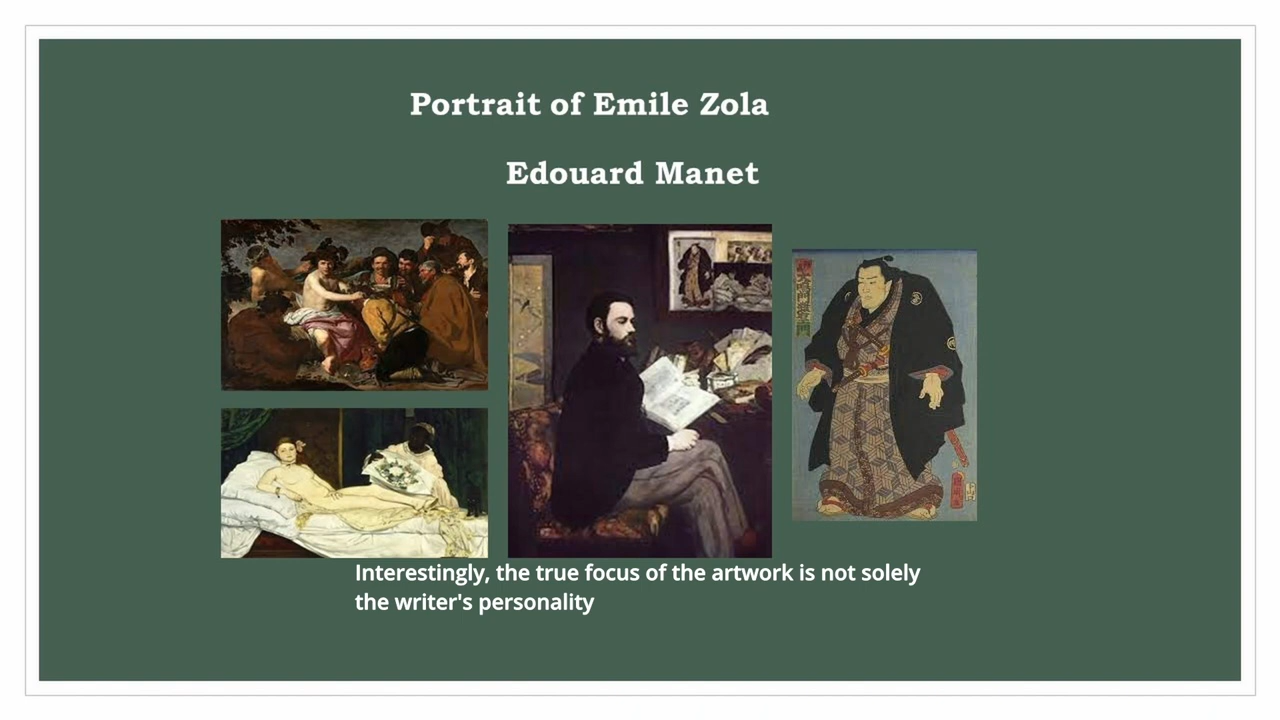 Portrait of Emile Zola
Edouard Manet
Interestingly, the true focus of the artwork is not solely
the writer's personality